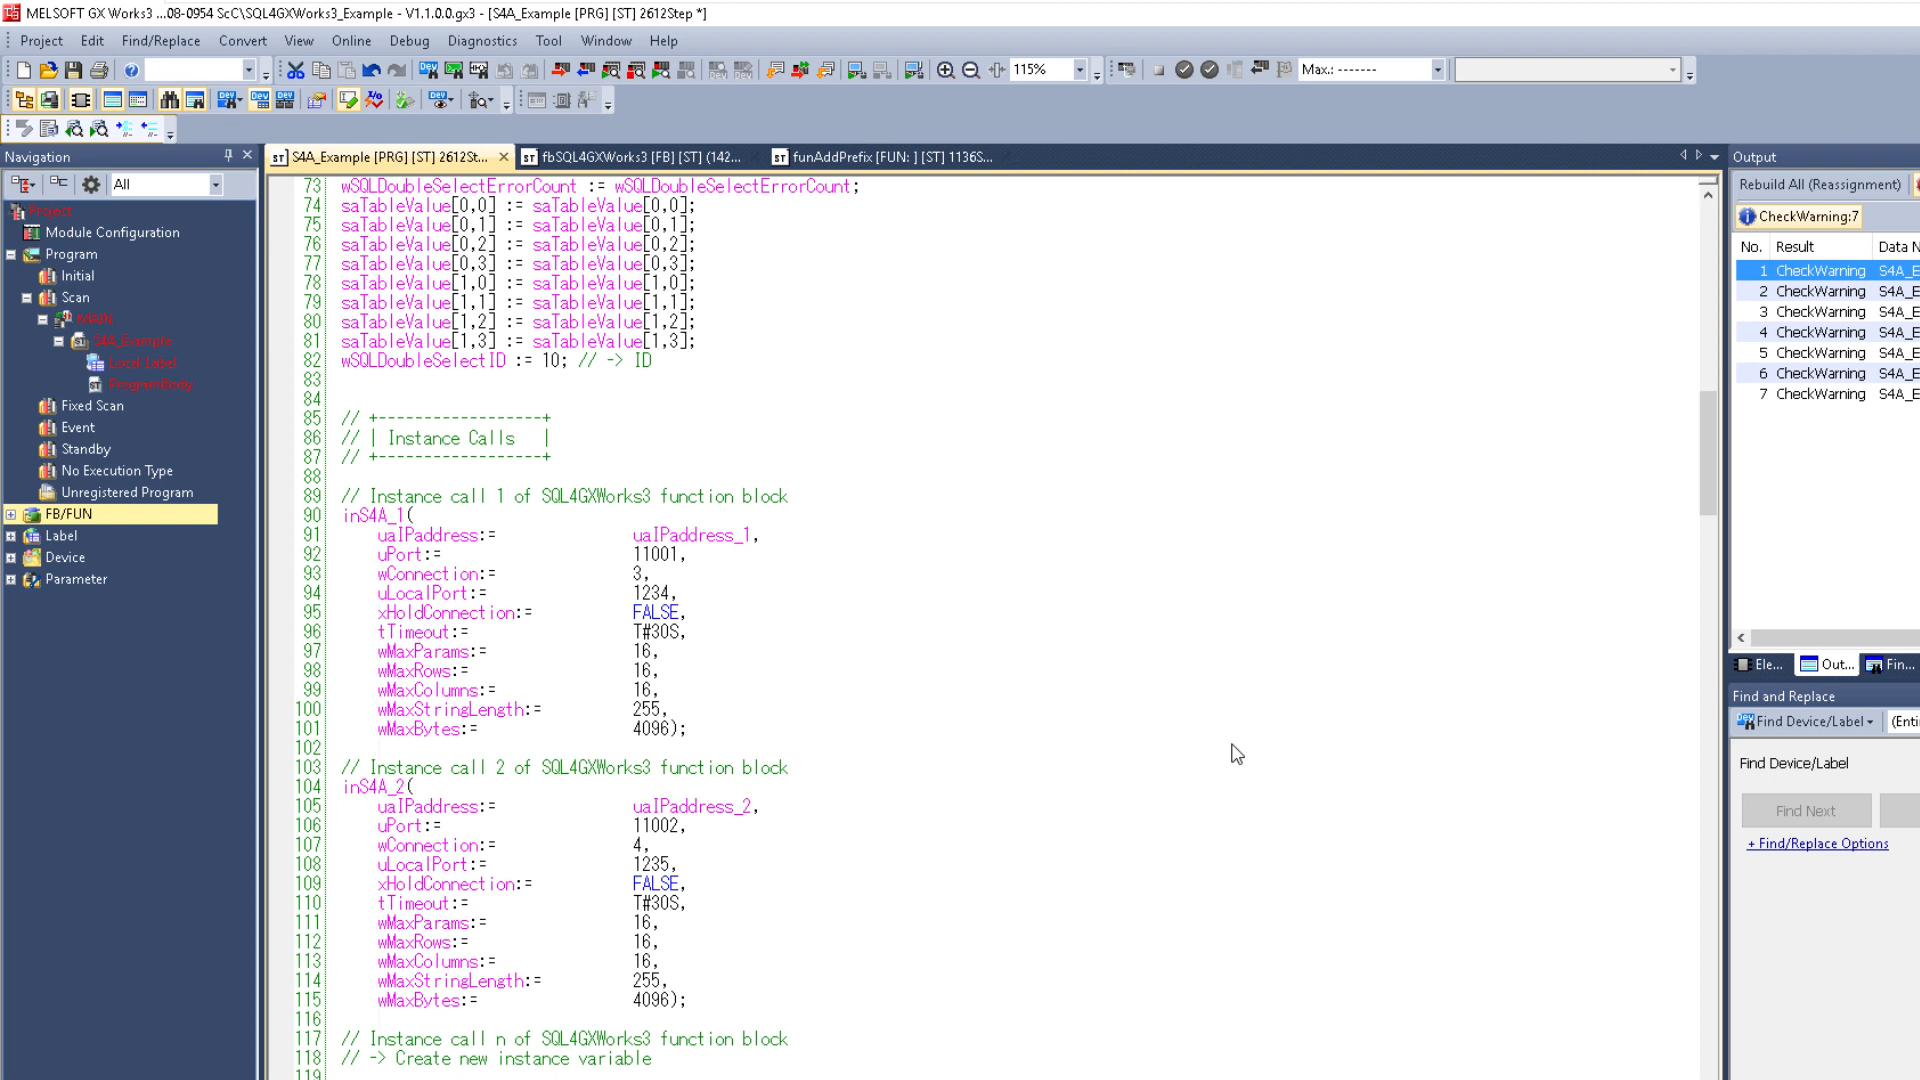 MELSOFT GX Works3 ...08-0954 ScC\SQL4GXWorks3_Example - V1.1.0.0.gx3 - [S4A_Example [PRG] [ST] 2612Step *]
Project Edit Find/Replace Convert View Online Debug Diagnostics Tool Window Help
115% Max.: -------
Navigation
All
Project
Module Configuration
Program
Initial
Scan
MAIN
S4A_Example
Local Label
ProgramBody
Fixed Scan
Event
Standby
No Execution Type
Unregistered Program
FB/FUN
Label
Device
Parameter
S4A_Example [PRG] [ST] 2612St... fbSQL4GXWorks3 [FB] [ST] (142... funAddPrefix [FUN: ] [ST] 1136S...
73 wSQLDoubleSelectErrorCount := wSQLDoubleSelectErrorCount;
74 saTableValue[0,0] := saTableValue[0,0];
75 saTableValue[0,1] := saTableValue[0,1];
76 saTableValue[0,2] := saTableValue[0,2];
77 saTableValue[0,3] := saTableValue[0,3];
78 saTableValue[1,0] := saTableValue[1,0];
79 saTableValue[1,1] := saTableValue[1,1];
80 saTableValue[1,2] := saTableValue[1,2];
81 saTableValue[1,3] := saTableValue[1,3];
82 wSQLDoubleSelectID := 10; // -> ID
83
84
85 // +------------------+
86 // | Instance Calls   |
87 // +------------------+
88
89 // Instance call 1 of SQL4GXWorks3 function block
90 inS4A_1(
91 uaIPaddress:= uaIPaddress_1,
92 uPort:= 11001,
93 wConnection:= 3,
94 uLocalPort:= 1234,
95 xHoldConnection:= FALSE,
96 tTimeout:= T#30S,
97 wMaxParams:= 16,
98 wMaxRows:= 16,
99 wMaxColumns:= 16,
100 wMaxStringLength:= 255,
101 wMaxBytes:= 4096);
102
103 // Instance call 2 of SQL4GXWorks3 function block
104 inS4A_2(
105 uaIPaddress:= uaIPaddress_2,
106 uPort:= 11002,
107 wConnection:= 4,
108 uLocalPort:= 1235,
109 xHoldConnection:= FALSE,
110 tTimeout:= T#30S,
111 wMaxParams:= 16,
112 wMaxRows:= 16,
113 wMaxColumns:= 16,
114 wMaxStringLength:= 255,
115 wMaxBytes:= 4096);
116
117 // Instance call n of SQL4GXWorks3 function block
118 // -> Create new instance variable
119
Output
Rebuild All (Reassignment)
CheckWarning:7
No. Result Data N
1 CheckWarning S4A_E
2 CheckWarning S4A_E
3 CheckWarning S4A_E
4 CheckWarning S4A_E
5 CheckWarning S4A_E
6 CheckWarning S4A_E
7 CheckWarning S4A_E
Ele... Out... Fin...
Find and Replace
Find Device/Label (Enti
Find Device/Label
Find Next
+ Find/Replace Options